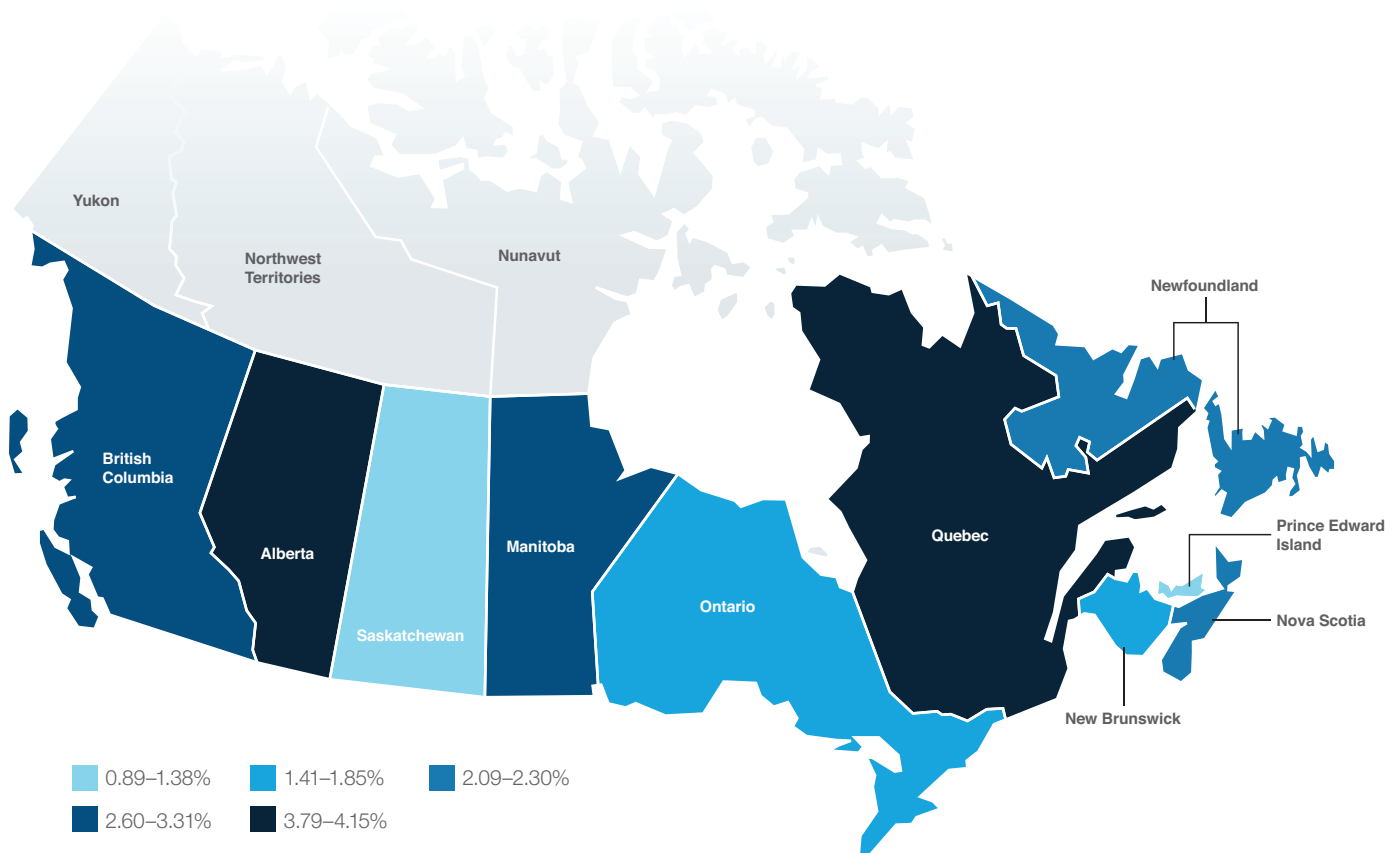 Yukon
Northwest
Territories
Nunavut
Newfoundland
British
Columbia
Alberta
Saskatchewan
Manitoba
Ontario
Quebec
Prince Edward
Island
Nova Scotia
New Brunswick
0.89–1.38%
1.41–1.85%
2.09–2.30%
2.60–3.31%
3.79–4.15%